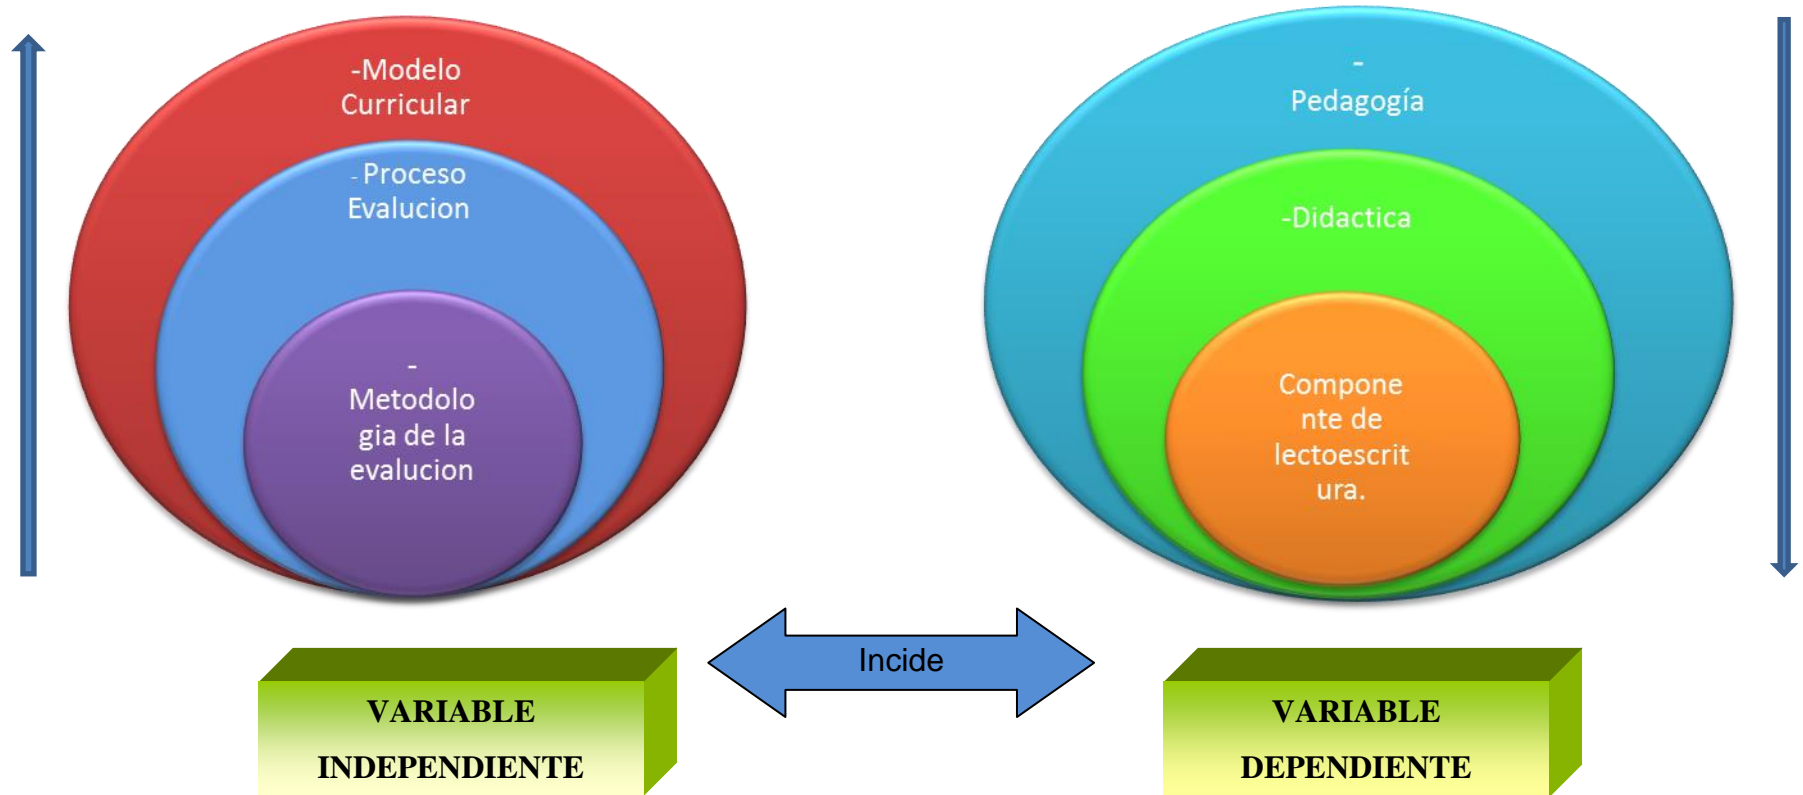 -Modelo
Curricular
- Proceso
Evalucion
-
Metodolo
gia de la
evalucion
-
Pedagogía
-Didactica
Compone
nte de
lectoescrit
ura.
Incide
VARIABLE
INDEPENDIENTE
VARIABLE
DEPENDIENTE